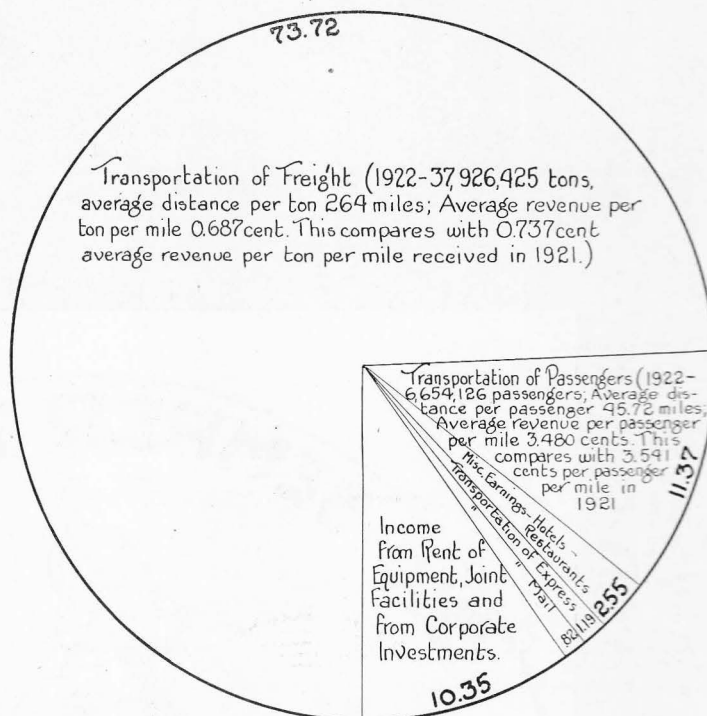 73.72
Transportation of Freight (1922-37,926,425 tons,
average distance per ton 264 miles; Average revenue per
ton per mile 0.687 cent. This compares with 0.737 cent
average revenue per ton per mile received in 1921.)
Transportation of Passengers (1922-
6,654,126 passengers; Average dis-
tance per passenger 45.72 miles;
Average revenue per passenger
per mile 3.480 cents. This
compares with 3.541
cents per passenger
per mile in
1921
11.37
Misc. Earnings - Hotels -
Restaurants
2.55
Transportation of Express
1.19
" " Mail
.82
Income
from Rent of
Equipment, Joint
Facilities and
from Corporate
Investments.
10.35